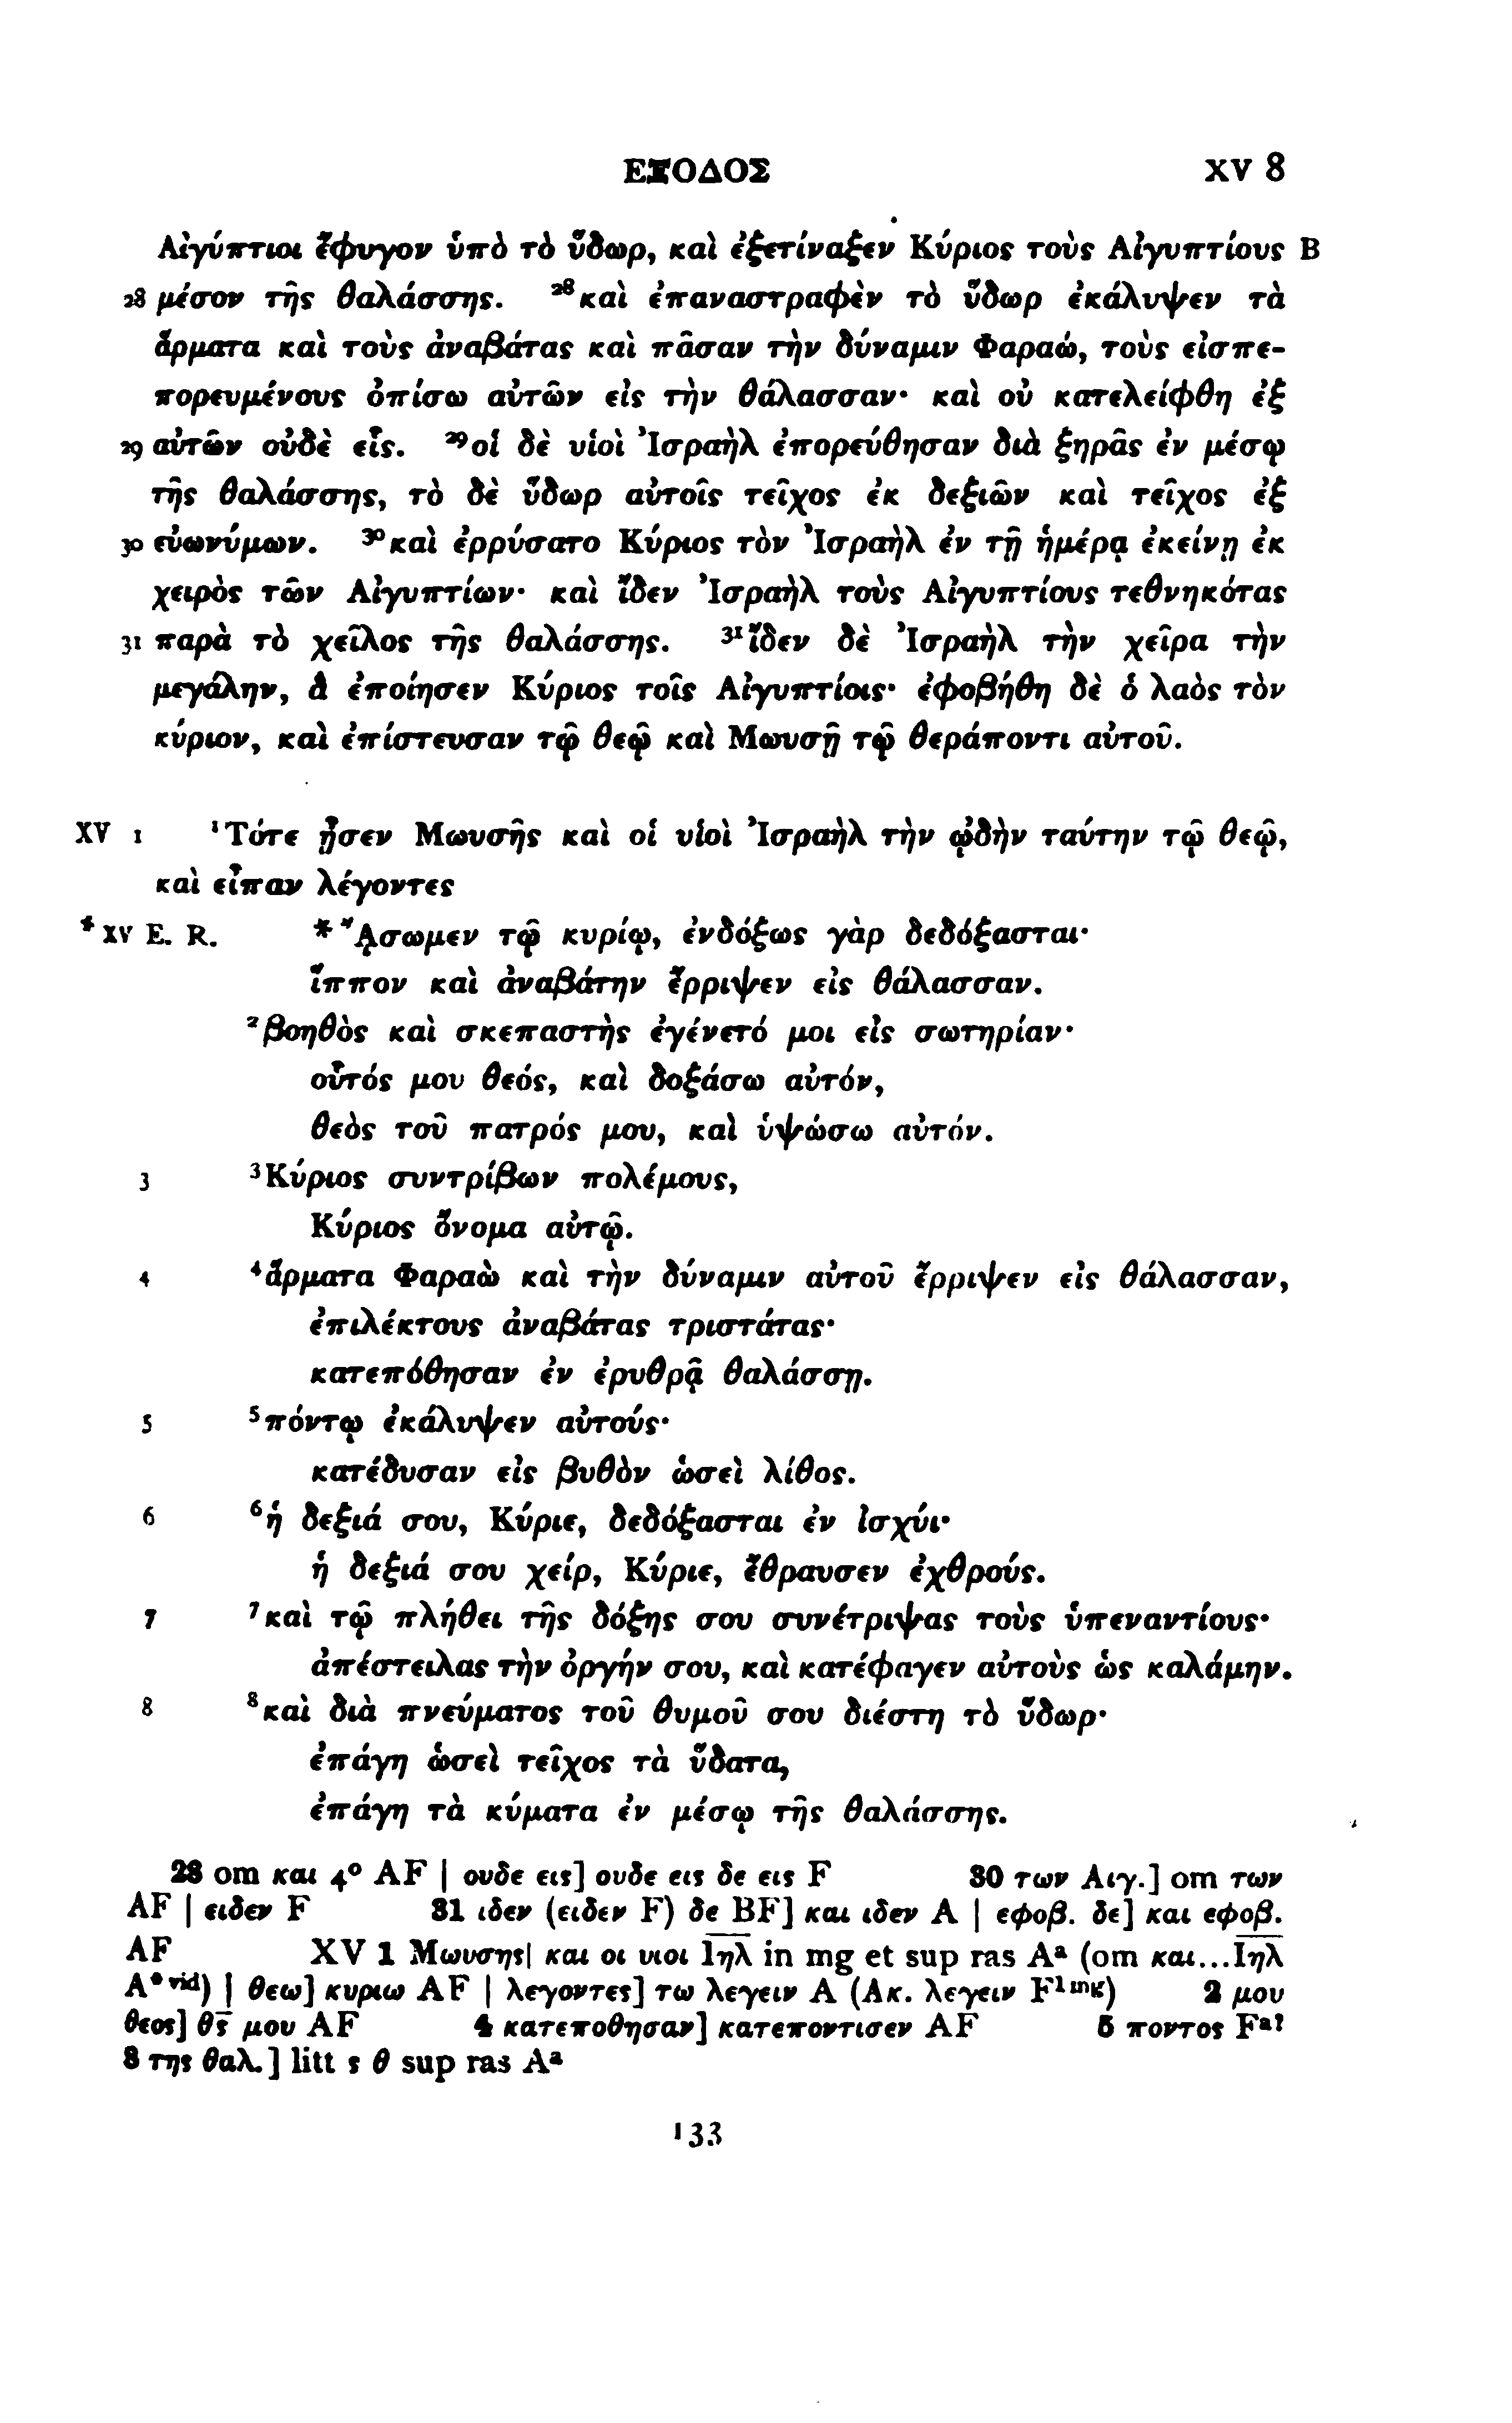 ΕΞΟΔΟΣ XV 8
Αἰγύπτιοι ἔφυγον ὑπὸ τὸ ὕδωρ, καὶ ἐξετίναξεν Κύριος τοὺς Αἰγυπτίους B
28 μέσον τῆς θαλάσσης. ²⁸καὶ ἐπαναστραφὲν τὸ ὕδωρ ἐκάλυψεν τὰ
ἅρματα καὶ τοὺς ἀναβάτας καὶ πᾶσαν τὴν δύναμιν Φαραώ, τοὺς εἰσπε-
πορευμένους ὀπίσω αὐτῶν εἰς τὴν θάλασσαν· καὶ οὐ κατελείφθη ἐξ
29 αὐτῶν οὐδὲ εἷς. ²⁹οἱ δὲ υἱοὶ Ἰσραὴλ ἐπορεύθησαν διὰ ξηρᾶς ἐν μέσῳ
τῆς θαλάσσης, τὸ δὲ ὕδωρ αὐτοῖς τεῖχος ἐκ δεξιῶν καὶ τεῖχος ἐξ
30 εὐωνύμων. ³⁰καὶ ἐρρύσατο Κύριος τὸν Ἰσραὴλ ἐν τῇ ἡμέρᾳ ἐκείνῃ ἐκ
χειρὸς τῶν Αἰγυπτίων· καὶ ἴδεν Ἰσραὴλ τοὺς Αἰγυπτίους τεθνηκότας
31 παρὰ τὸ χεῖλος τῆς θαλάσσης. ³¹ἴδεν δὲ Ἰσραὴλ τὴν χεῖρα τὴν
μεγάλην, ἃ ἐποίησεν Κύριος τοῖς Αἰγυπτίοις· ἐφοβήθη δὲ ὁ λαὸς τὸν
κύριον, καὶ ἐπίστευσαν τῷ θεῷ καὶ Μωυσῇ τῷ θεράποντι αὐτοῦ.
XV 1 ¹Τότε ᾖσεν Μωυσῆς καὶ οἱ υἱοὶ Ἰσραὴλ τὴν ᾠδὴν ταύτην τῷ θεῷ,
καὶ εἶπαν λέγοντες
* XV E. R. *ᾌσωμεν τῷ κυρίῳ, ἐνδόξως γὰρ δεδόξασται·
ἵππον καὶ ἀναβάτην ἔρριψεν εἰς θάλασσαν.
²βοηθὸς καὶ σκεπαστὴς ἐγένετό μοι εἰς σωτηρίαν·
οὗτός μου θεός, καὶ δοξάσω αὐτόν,
θεὸς τοῦ πατρός μου, καὶ ὑψώσω αὐτόν.
3 ³Κύριος συντρίβων πολέμους,
Κύριος ὄνομα αὐτῷ.
4 ⁴ἅρματα Φαραὼ καὶ τὴν δύναμιν αὐτοῦ ἔρριψεν εἰς θάλασσαν,
ἐπιλέκτους ἀναβάτας τριστάτας·
κατεπόθησαν ἐν ἐρυθρᾷ θαλάσσῃ.
5 ⁵πόντῳ ἐκάλυψεν αὐτούς·
κατέδυσαν εἰς βυθὸν ὡσεὶ λίθος.
6 ⁶ἡ δεξιά σου, Κύριε, δεδόξασται ἐν ἰσχύι·
ἡ δεξιά σου χείρ, Κύριε, ἔθραυσεν ἐχθρούς.
7 ⁷καὶ τῷ πλήθει τῆς δόξης σου συνέτριψας τοὺς ὑπεναντίους·
ἀπέστειλας τὴν ὀργήν σου, καὶ κατέφαγεν αὐτοὺς ὡς καλάμην.
8 ⁸καὶ διὰ πνεύματος τοῦ θυμοῦ σου διέστη τὸ ὕδωρ·
ἐπάγη ὡσεὶ τεῖχος τὰ ὕδατα,
ἐπάγη τὰ κύματα ἐν μέσῳ τῆς θαλάσσης.
28 om και 4° AF | ουδε εις] ουδε εις δε εις F 30 των Αιγ.] om των
AF | ειδεν F 31 ιδεν (ειδεν F) δε BF] και ιδεν A | εφοβ. δε] και εφοβ.
AF XV 1 Μωυσης| και οι υιοι Ιη̅λ̅ in mg et sup ras Aᵃ (om και...Ιη̅λ̅
A*ᵛⁱᵈ) | θεω] κυριω AF | λεγοντες] τω λεγειν A (Ακ. λεγειν F¹ᵐᵍ) 2 μου
θεος] θ̅ς̅ μου AF 4 κατεποθησαν] κατεποντισεν AF 5 ποντος Fᵃ?
8 της θαλ.] litt ς θ sup ras Aᵃ
133